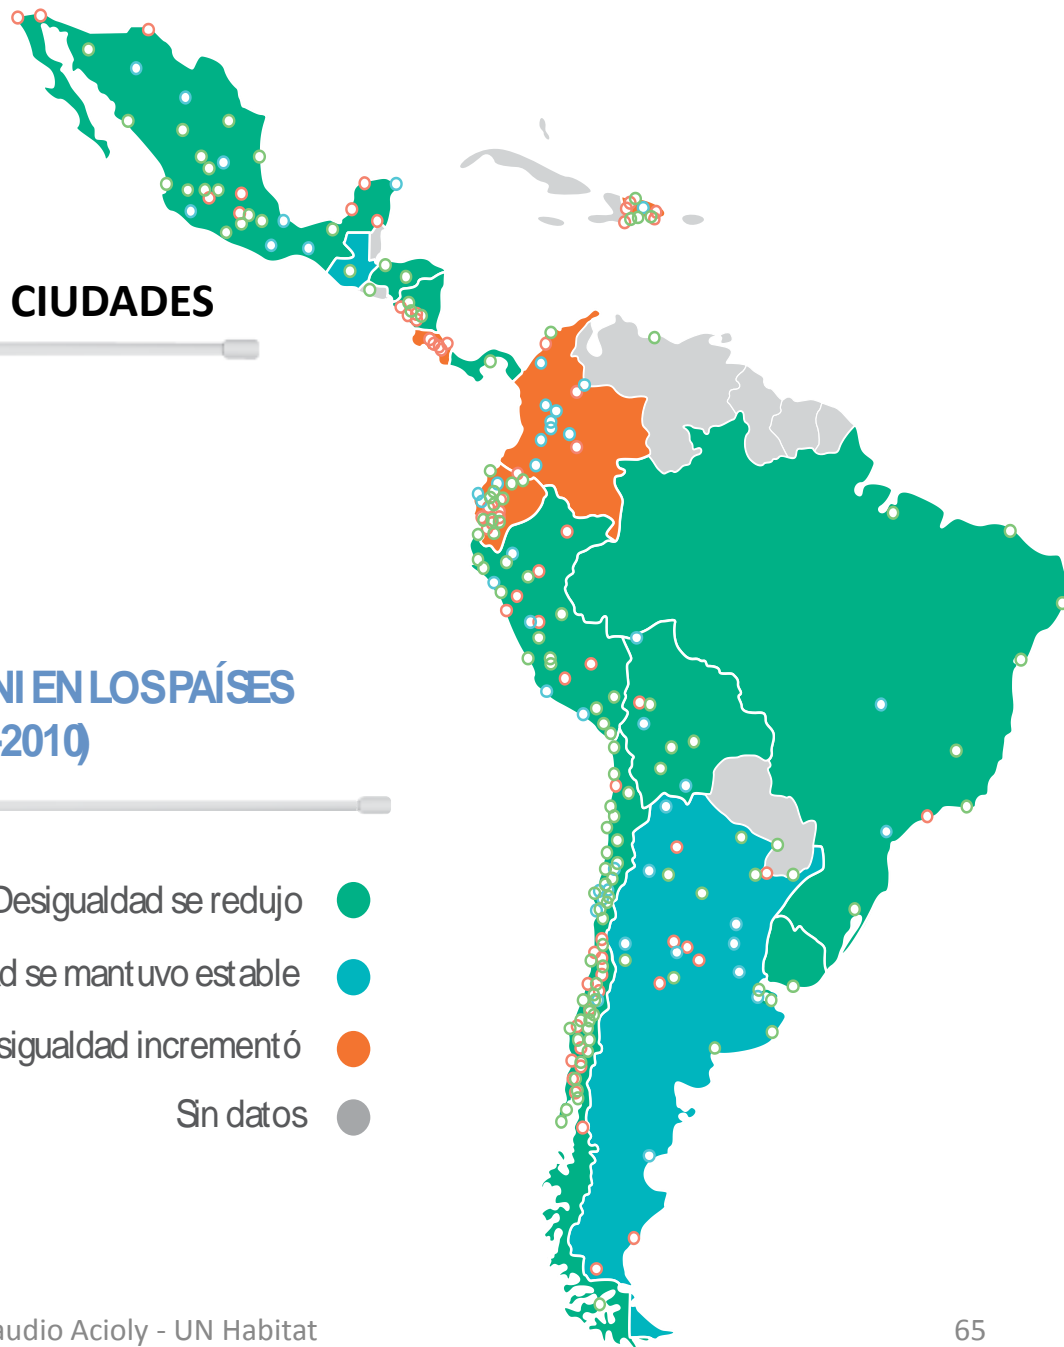 CIUDADES
NI EN LOS PAÍSES
-2010)
Desigualdad se redujo
d se mantuvo estable
sigualdad incrementó
Sin datos
audio Acioly - UN Habitat
65